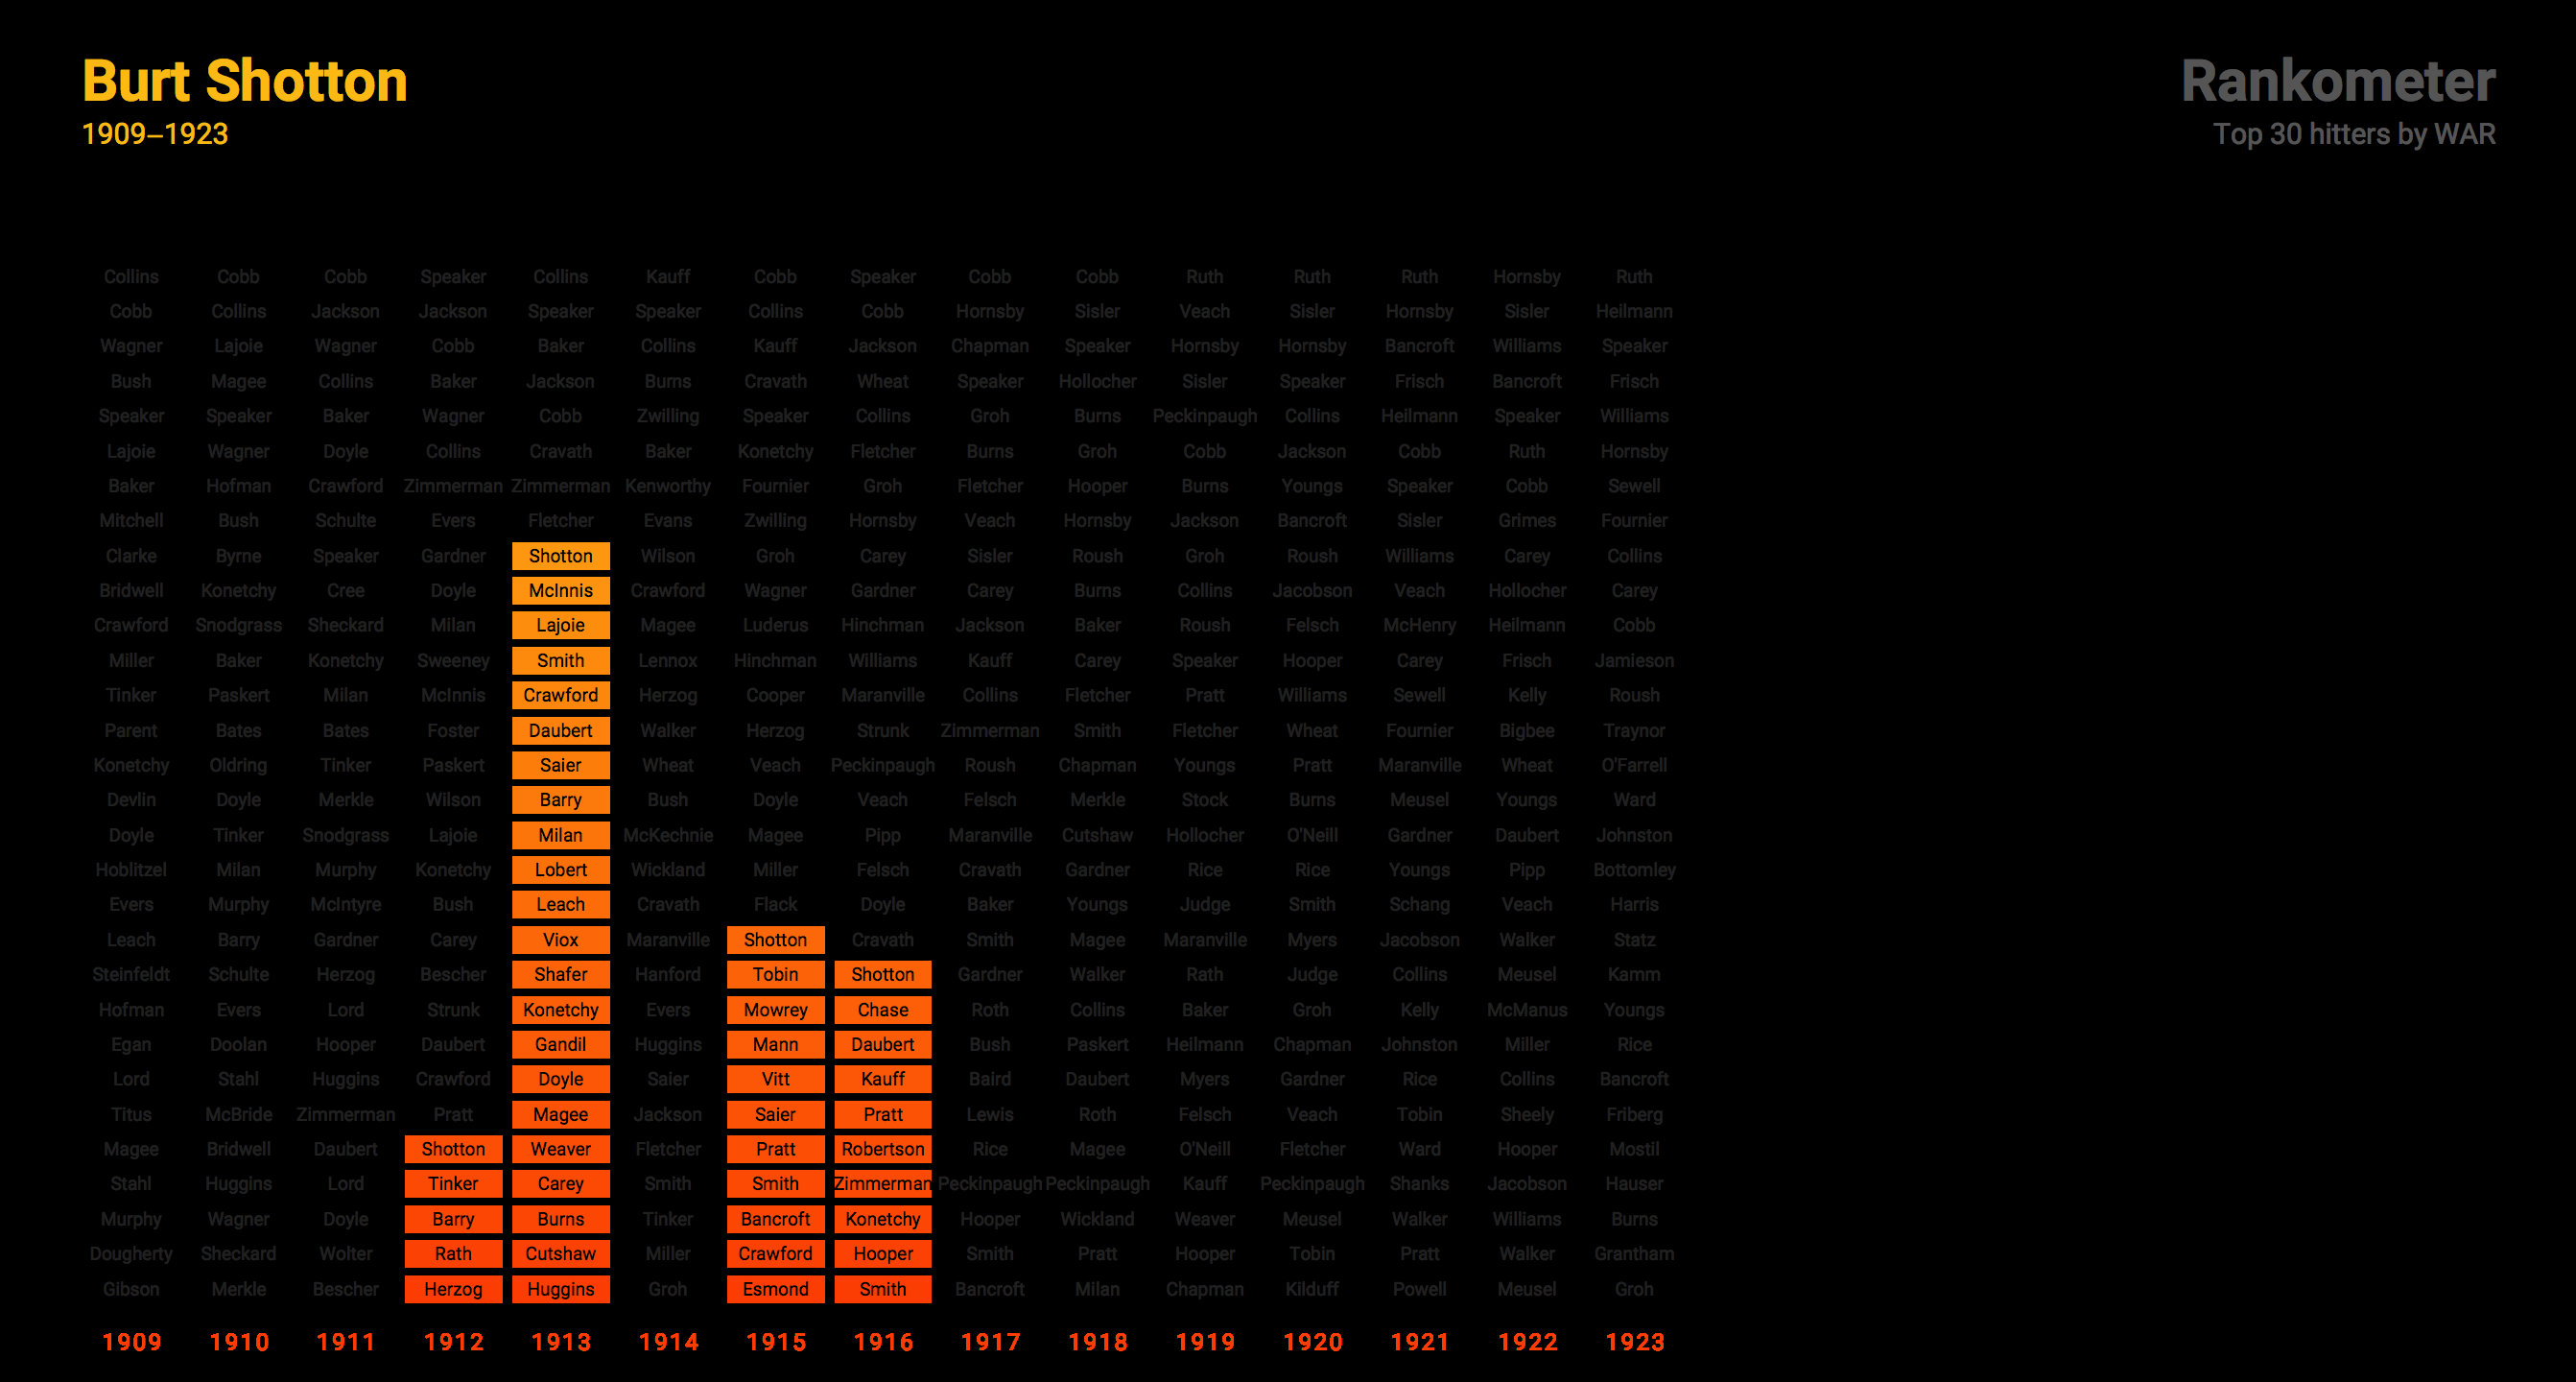 Burt Shotton
1909–1923
Rankometer
Top 30 hitters by WAR
Collins Cobb Cobb Speaker Collins Kauff Cobb Speaker Cobb Cobb Ruth Ruth Ruth Hornsby Ruth
Cobb Collins Jackson Jackson Speaker Speaker Collins Cobb Hornsby Sisler Veach Sisler Hornsby Sisler Heilmann
Wagner Lajoie Wagner Cobb Baker Collins Kauff Jackson Chapman Speaker Hornsby Hornsby Bancroft Williams Speaker
Bush Magee Collins Baker Jackson Burns Cravath Wheat Speaker Hollocher Sisler Speaker Frisch Bancroft Frisch
Speaker Speaker Baker Wagner Cobb Zwilling Speaker Collins Groh Burns Peckinpaugh Collins Heilmann Speaker Williams
Lajoie Wagner Doyle Collins Cravath Baker Konetchy Fletcher Burns Groh Cobb Jackson Cobb Ruth Hornsby
Baker Hofman Crawford Zimmerman Zimmerman Kenworthy Fournier Groh Fletcher Hooper Burns Youngs Speaker Cobb Sewell
Mitchell Bush Schulte Evers Fletcher Evans Zwilling Hornsby Veach Hornsby Jackson Bancroft Sisler Grimes Fournier
Clarke Byrne Speaker Gardner Shotton Wilson Groh Carey Sisler Roush Groh Roush Williams Carey Collins
Bridwell Konetchy Cree Doyle McInnis Crawford Wagner Gardner Carey Burns Collins Jacobson Veach Hollocher Carey
Crawford Snodgrass Sheckard Milan Lajoie Magee Luderus Hinchman Jackson Baker Roush Felsch McHenry Heilmann Cobb
Miller Baker Konetchy Sweeney Smith Lennox Hinchman Williams Kauff Carey Speaker Hooper Carey Frisch Jamieson
Tinker Paskert Milan McInnis Crawford Herzog Cooper Maranville Collins Fletcher Pratt Williams Sewell Kelly Roush
Parent Bates Bates Foster Daubert Walker Herzog Strunk Zimmerman Smith Fletcher Wheat Fournier Bigbee Traynor
Konetchy Oldring Tinker Paskert Saier Wheat Veach Peckinpaugh Roush Chapman Youngs Pratt Maranville Wheat O'Farrell
Devlin Doyle Merkle Wilson Barry Bush Doyle Veach Felsch Merkle Stock Burns Meusel Youngs Ward
Doyle Tinker Snodgrass Lajoie Milan McKechnie Magee Pipp Maranville Cutshaw Hollocher O'Neill Gardner Daubert Johnston
Hoblitzel Milan Murphy Konetchy Lobert Wickland Miller Felsch Cravath Gardner Rice Rice Youngs Pipp Bottomley
Evers Murphy McIntyre Bush Leach Cravath Flack Doyle Baker Youngs Judge Smith Schang Veach Harris
Leach Barry Gardner Carey Viox Maranville Shotton Cravath Smith Magee Maranville Myers Jacobson Walker Statz
Steinfeldt Schulte Herzog Bescher Shafer Hanford Tobin Shotton Gardner Walker Rath Judge Collins Meusel Kamm
Hofman Evers Lord Strunk Konetchy Evers Mowrey Chase Roth Collins Baker Groh Kelly McManus Youngs
Egan Doolan Hooper Daubert Gandil Huggins Mann Daubert Bush Paskert Heilmann Chapman Johnston Miller Rice
Lord Stahl Huggins Crawford Doyle Saier Vitt Kauff Baird Daubert Myers Gardner Rice Collins Bancroft
Titus McBride Zimmerman Pratt Magee Jackson Saier Pratt Lewis Roth Felsch Veach Tobin Sheely Friberg
Magee Bridwell Daubert Shotton Weaver Fletcher Pratt Robertson Rice Magee O'Neill Fletcher Ward Hooper Mostil
Stahl Huggins Lord Tinker Carey Smith Smith Zimmerman Peckinpaugh Peckinpaugh Kauff Peckinpaugh Shanks Jacobson Hauser
Murphy Wagner Doyle Barry Burns Tinker Bancroft Konetchy Hooper Wickland Weaver Meusel Walker Williams Burns
Dougherty Sheckard Wolter Rath Cutshaw Miller Crawford Hooper Smith Pratt Hooper Tobin Pratt Walker Grantham
Gibson Merkle Bescher Herzog Huggins Groh Esmond Smith Bancroft Milan Chapman Kilduff Powell Meusel Groh
1909 1910 1911 1912 1913 1914 1915 1916 1917 1918 1919 1920 1921 1922 1923